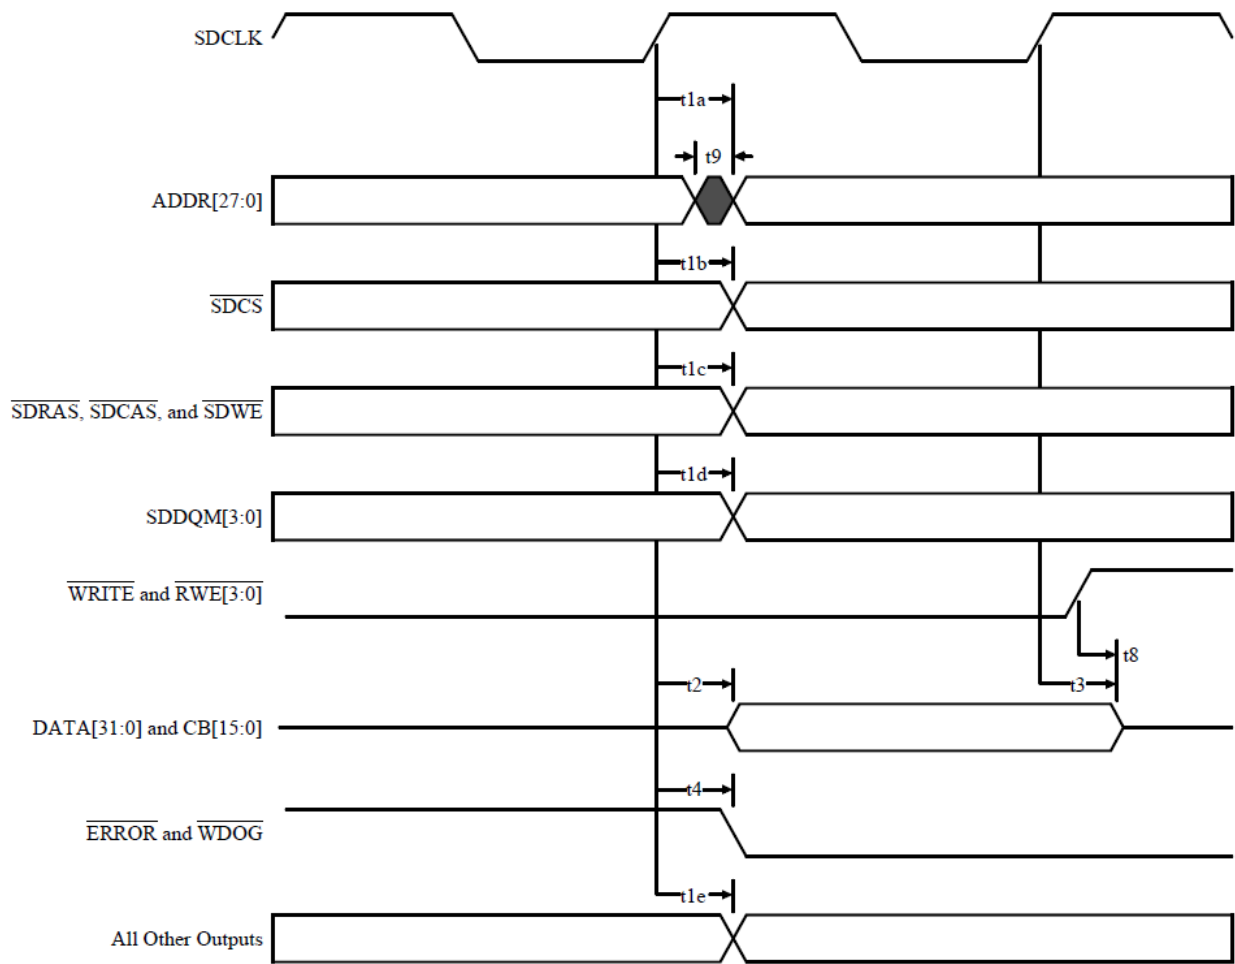 SDCLK
t1a
t9
ADDR[27:0]
t1b
SDCS
t1c
SDRAS, SDCAS, and SDWE
t1d
SDDQM[3:0]
WRITE and RWE[3:0]
t8
t2 t3
DATA[31:0] and CB[15:0]
t4
ERROR and WDOG
t1e
All Other Outputs